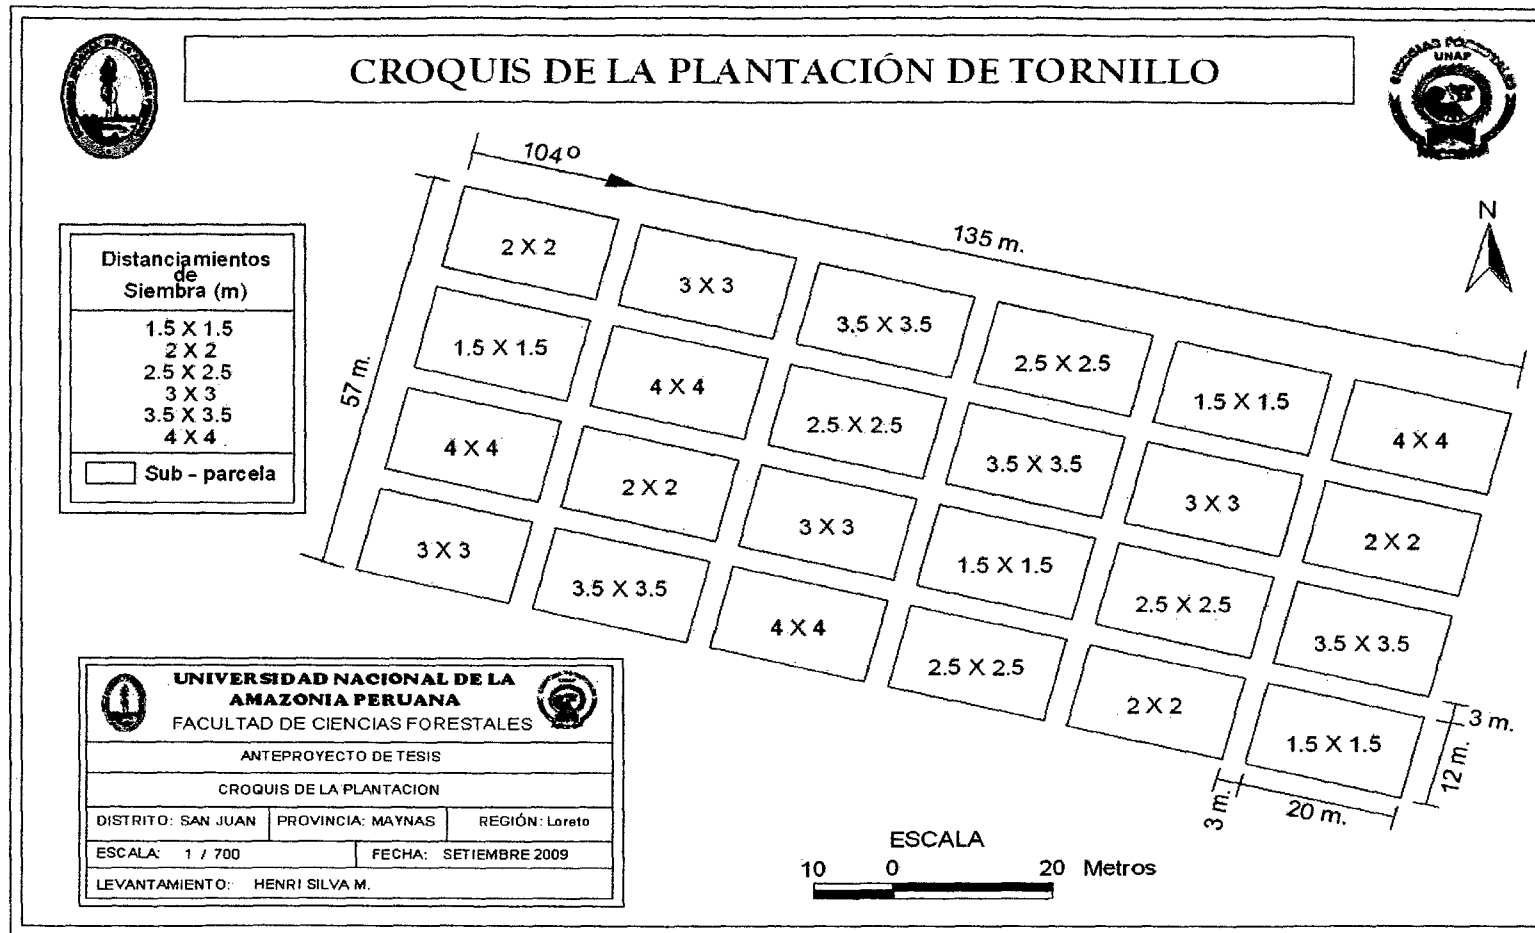 CROQUIS DE LA PLANTACIÓN DE TORNILLO
UNAP
104º
135 m.
57 m.
N
Distanciamientos
de
Siembra (m)
1.5 X 1.5
2 X 2
2.5 X 2.5
3 X 3
3.5 X 3.5
4 X 4
Sub - parcela
2 X 2
3 X 3
3.5 X 3.5
2.5 X 2.5
1.5 X 1.5
4 X 4
1.5 X 1.5
4 X 4
2.5 X 2.5
3.5 X 3.5
3 X 3
2 X 2
4 X 4
2 X 2
3 X 3
1.5 X 1.5
2.5 X 2.5
3.5 X 3.5
3 X 3
3.5 X 3.5
4 X 4
2.5 X 2.5
2 X 2
1.5 X 1.5
3 m.
12 m.
3 m.
20 m.
UNIVERSIDAD NACIONAL DE LA
AMAZONIA PERUANA
FACULTAD DE CIENCIAS FORESTALES
ANTEPROYECTO DE TESIS
CROQUIS DE LA PLANTACION
DISTRITO: SAN JUAN PROVINCIA: MAYNAS REGIÓN: Loreto
ESCALA: 1 / 700 FECHA: SETIEMBRE 2009
LEVANTAMIENTO: HENRI SILVA M.
ESCALA
10 0 20 Metros